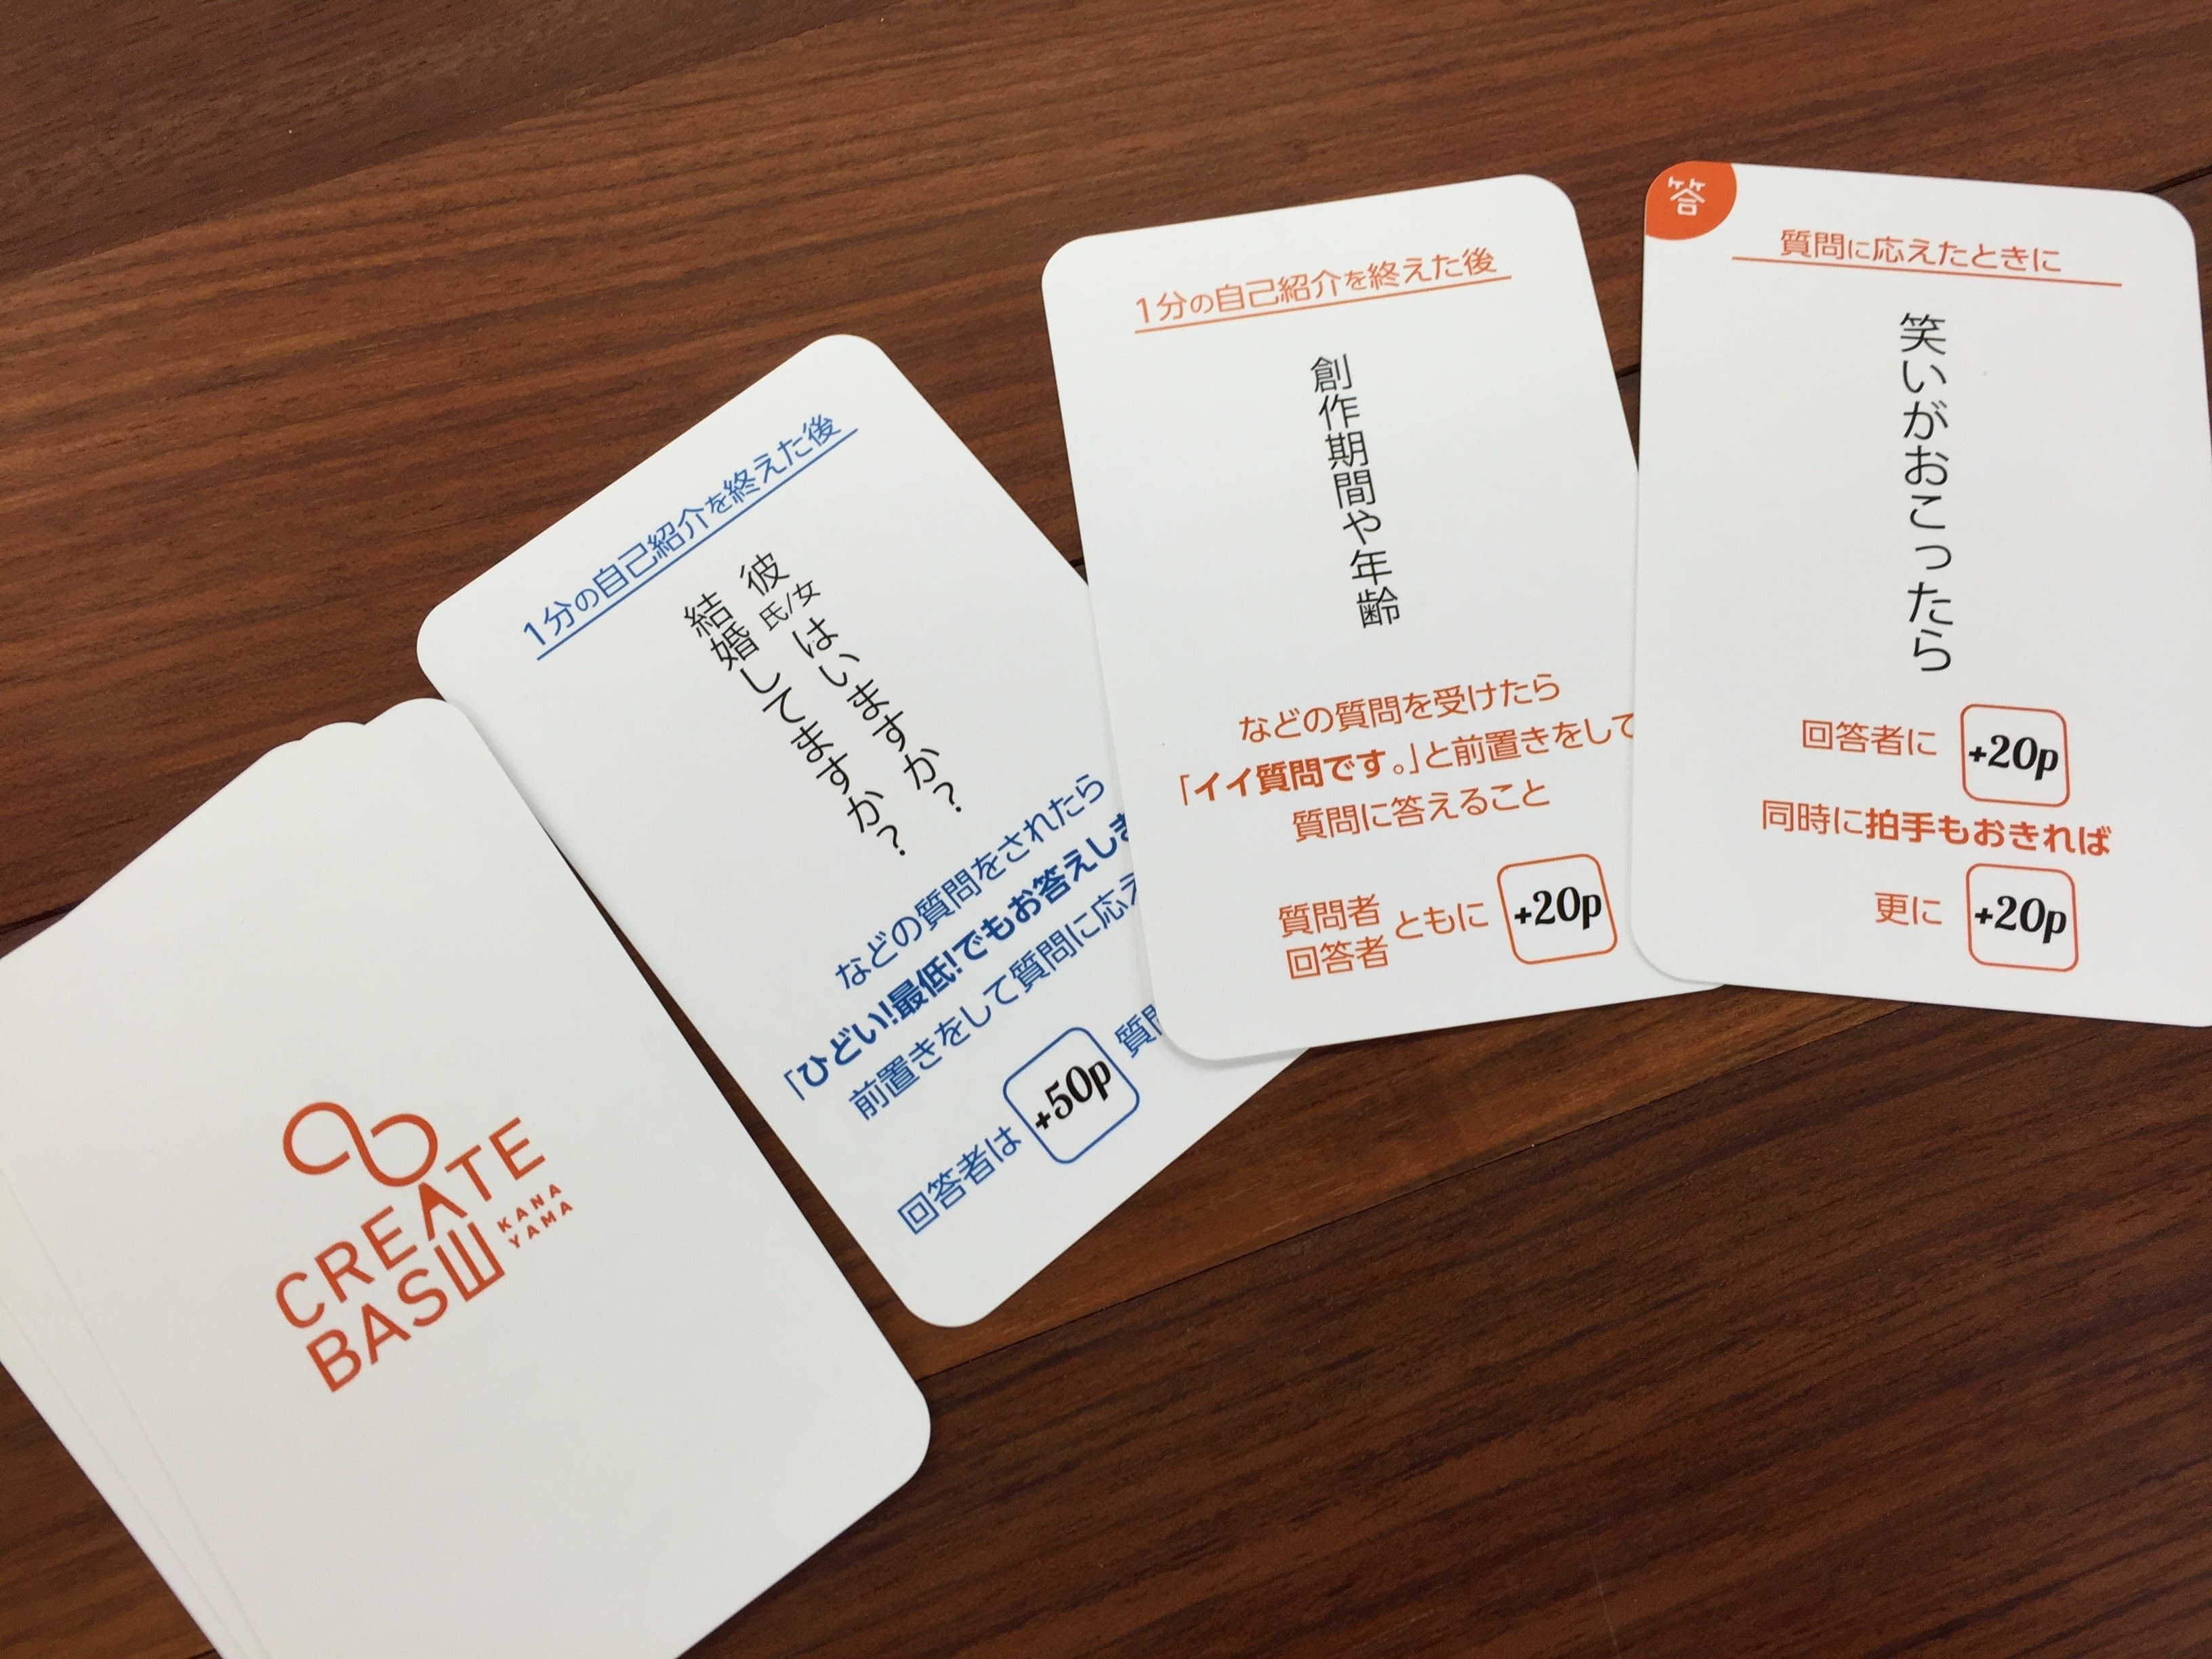 CREATE
BASE
KANA
YAMA
1分の自己紹介を終えた後
彼氏/女はいますか?
結婚してますか?
などの質問をされたら
「ひどい!最低!でもお答えしま
前置きをして質問に応え
回答者は +50p 質問
1分の自己紹介を終えた後
創作期間や年齢
などの質問を受けたら
「イイ質問です。」と前置きをして
質問に答えること
質問者
回答者
ともに +20p
答
質問に応えたときに
笑いがおこったら
回答者に +20p
同時に拍手もおきれば
更に +20p